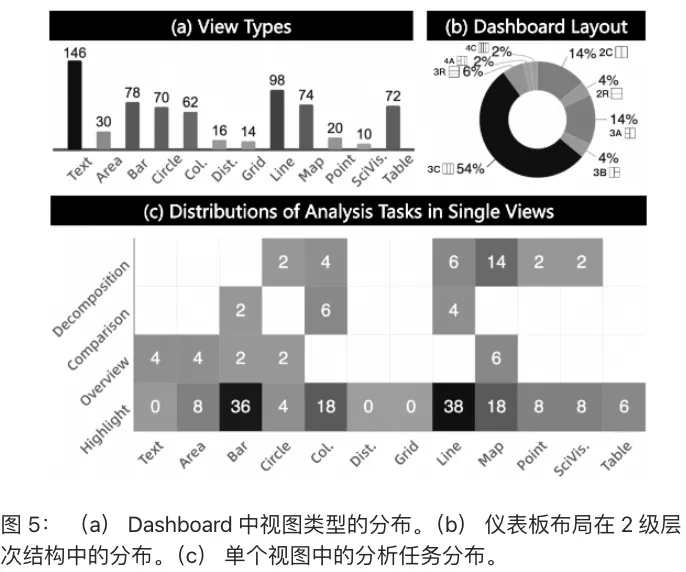 (a) View Types
146
30
78
70
62
16
14
98
74
20
10
72
Text Area Bar Circle Col. Dist. Grid Line Map Point SciVis. Table
(b) Dashboard Layout
4C 2%
4A 2%
3R 6%
14% 2C
4% 2R
14% 3A
4% 3B
3C 54%
(c) Distributions of Analysis Tasks in Single Views
Decomposition 2 4 6 14 2 2
Comparison 2 6 4
Overview 4 4 2 2 6
Highlight 0 8 36 4 18 0 0 38 18 8 8 6
Text Area Bar Circle Col. Dist. Grid Line Map Point SciVis. Table
图 5： （a） Dashboard 中视图类型的分布。（b） 仪表板布局在 2 级层
次结构中的分布。（c） 单个视图中的分析任务分布。